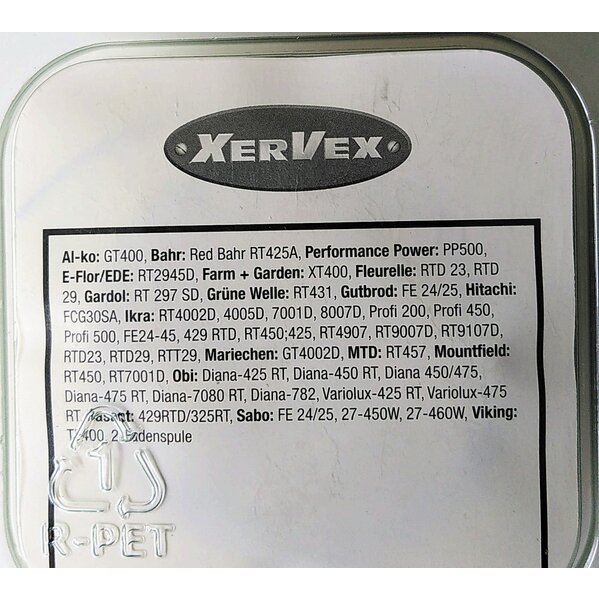 XERVEX
Al-ko: GT400, Bahr: Red Bahr RT425A, Performance Power: PP500,
E-Flor/EDE: RT2945D, Farm + Garden: XT400, Fleurelle: RTD 23, RTD
29, Gardol: RT 297 SD, Grüne Welle: RT431, Gutbrod: FE 24/25, Hitachi:
FCG30SA, Ikra: RT4002D, 4005D, 7001D, 8007D, Profi 200, Profi 450,
Profi 500, FE24-45, 429 RTD, RT450;425, RT4907, RT9007D, RT9107D,
RTD23, RTD29, RTT29, Mariechen: GT4002D, MTD: RT457, Mountfield:
RT450, RT7001D, Obi: Diana-425 RT, Diana-450 RT, Diana 450/475,
Diana-475 RT, Diana-7080 RT, Diana-782, Variolux-425 RT, Variolux-475
RT, 429RTD/325RT, Sabo: FE 24/25, 27-450W, 27-460W, Viking:
2-Fadenspule
1
R-PET